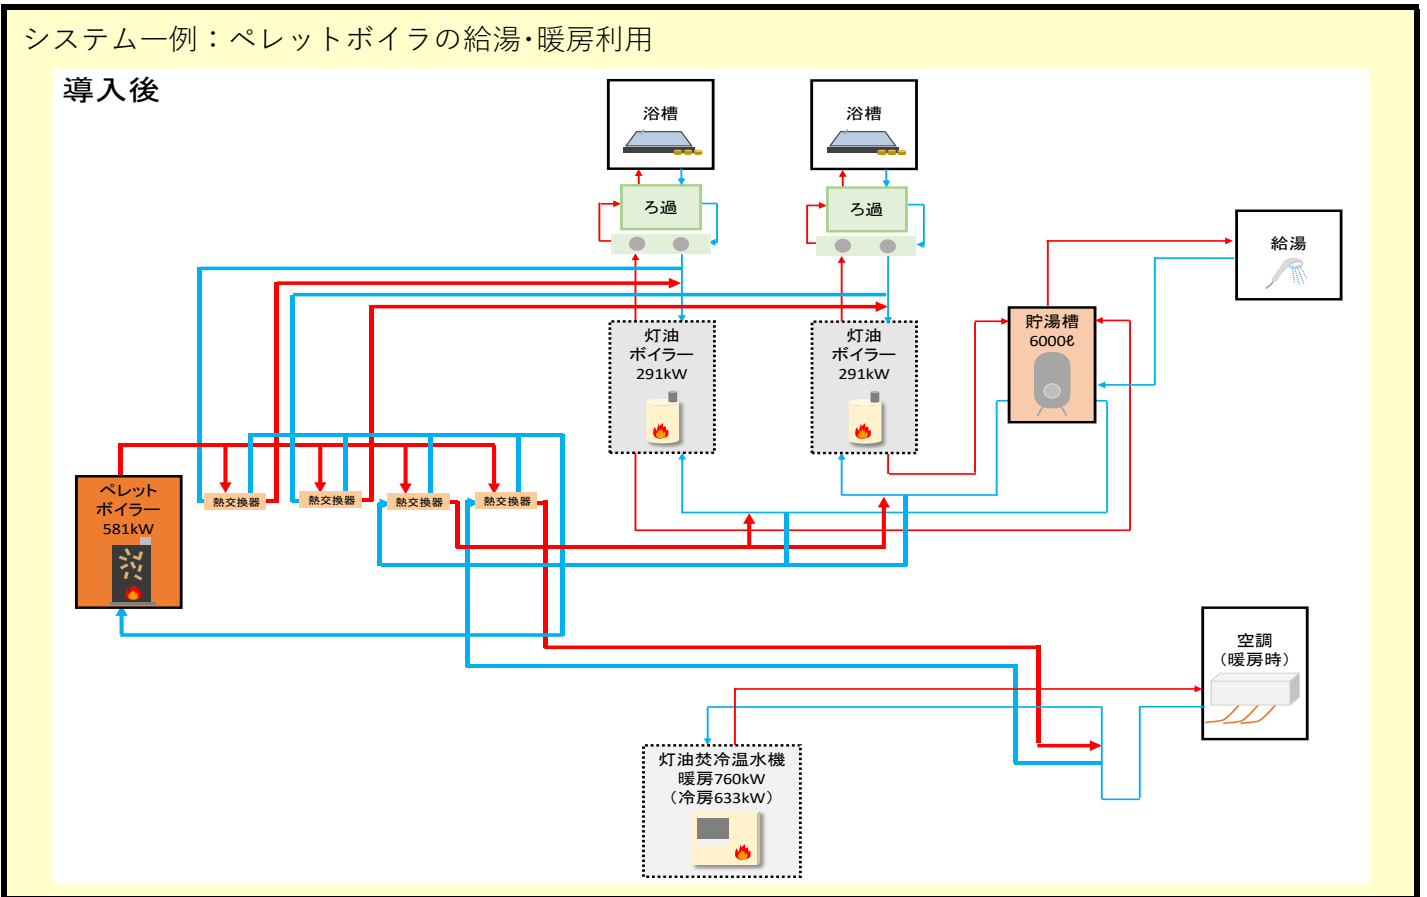 システム一例：ペレットボイラの給湯･暖房利用
導入後
浴槽
浴槽
ろ過
ろ過
給湯
灯油
ボイラー
291kW
灯油
ボイラー
291kW
貯湯槽
6000ℓ
ペレット
ボイラー
581kW
熱交換器
熱交換器
熱交換器
熱交換器
空調
（暖房時）
灯油焚冷温水機
暖房760kW
（冷房633kW）